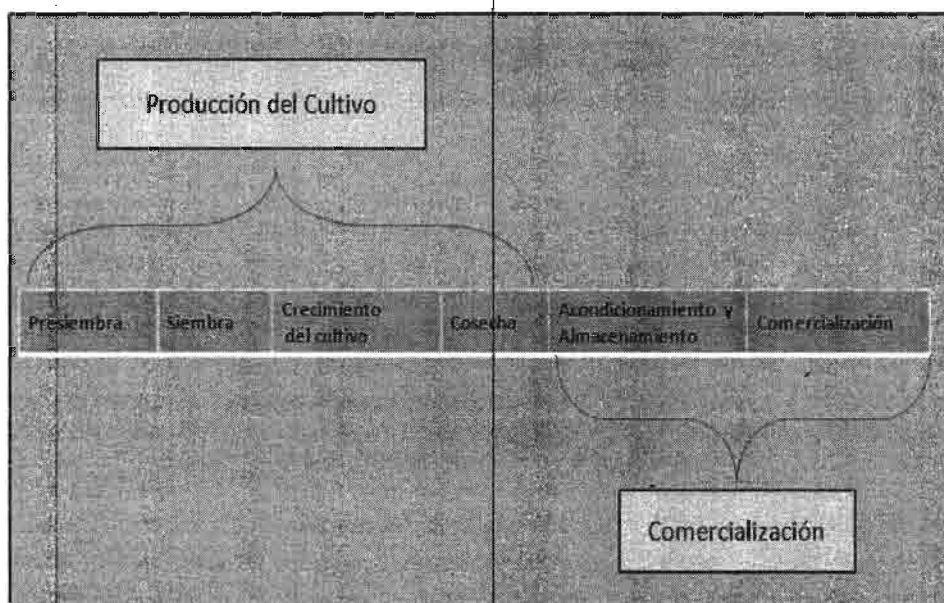 Producción del Cultivo
Presiembra
Siembra
Crecimiento
del cultivo
Cosecha
Acondicionamiento y
Almacenamiento
Comercialización
Comercialización